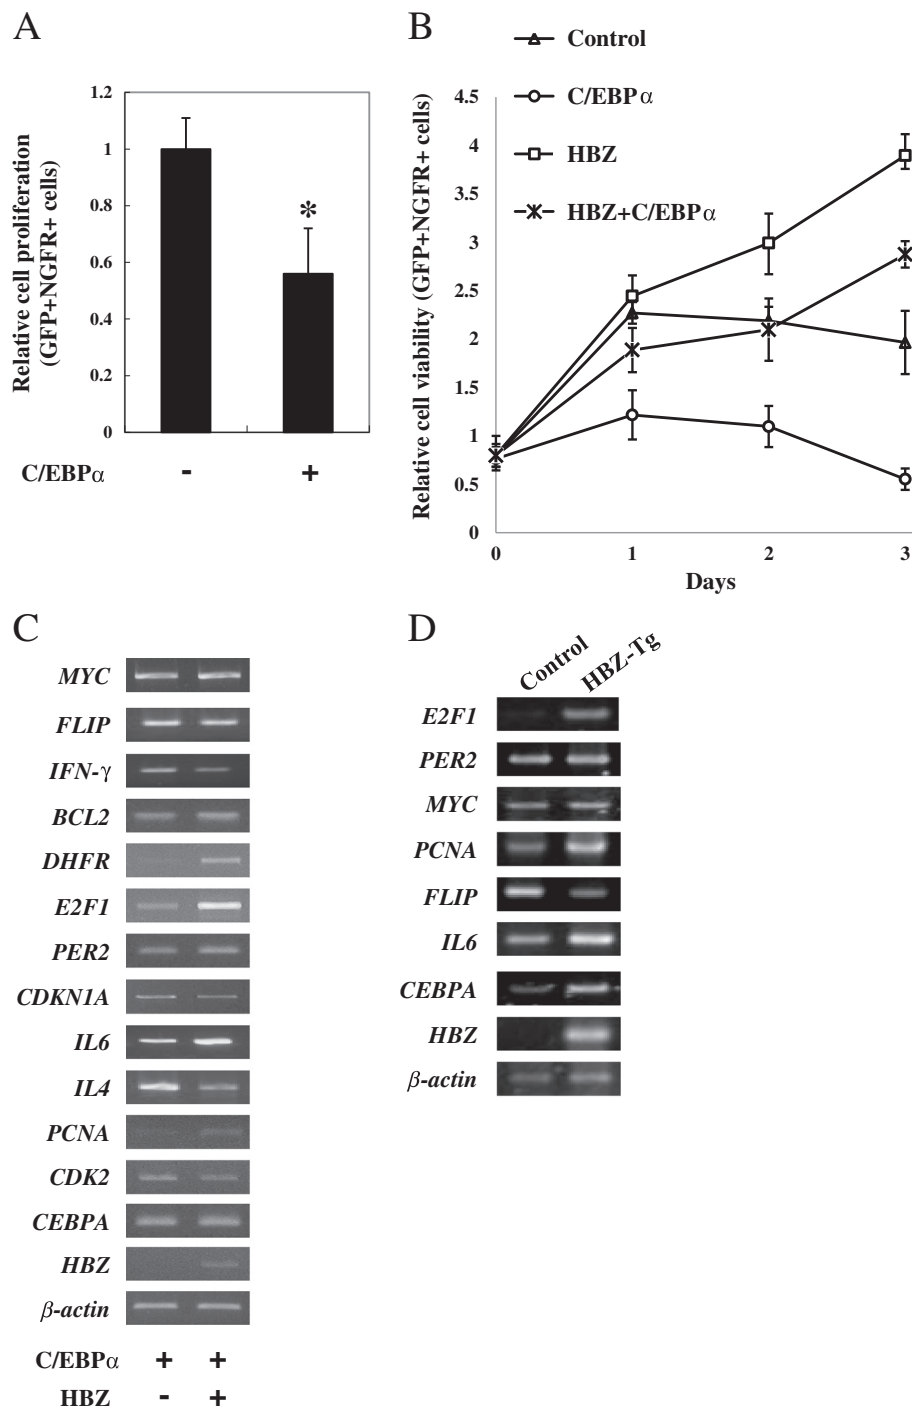 A
Relative cell proliferation
(GFP+NGFR+ cells)
1.2
1
0.8
0.6
0.4
0.2
0
*
C/EBPα - +
B
Control
C/EBPα
HBZ
HBZ+C/EBPα
Relative cell viability (GFP+NGFR+ cells)
4.5
4
3.5
3
2.5
2
1.5
1
0.5
0
0 1 2 3
Days
C
MYC
FLIP
IFN-γ
BCL2
DHFR
E2F1
PER2
CDKN1A
IL6
IL4
PCNA
CDK2
CEBPA
HBZ
β-actin
C/EBPα + +
HBZ - +
D
Control HBZ-Tg
E2F1
PER2
MYC
PCNA
FLIP
IL6
CEBPA
HBZ
β-actin